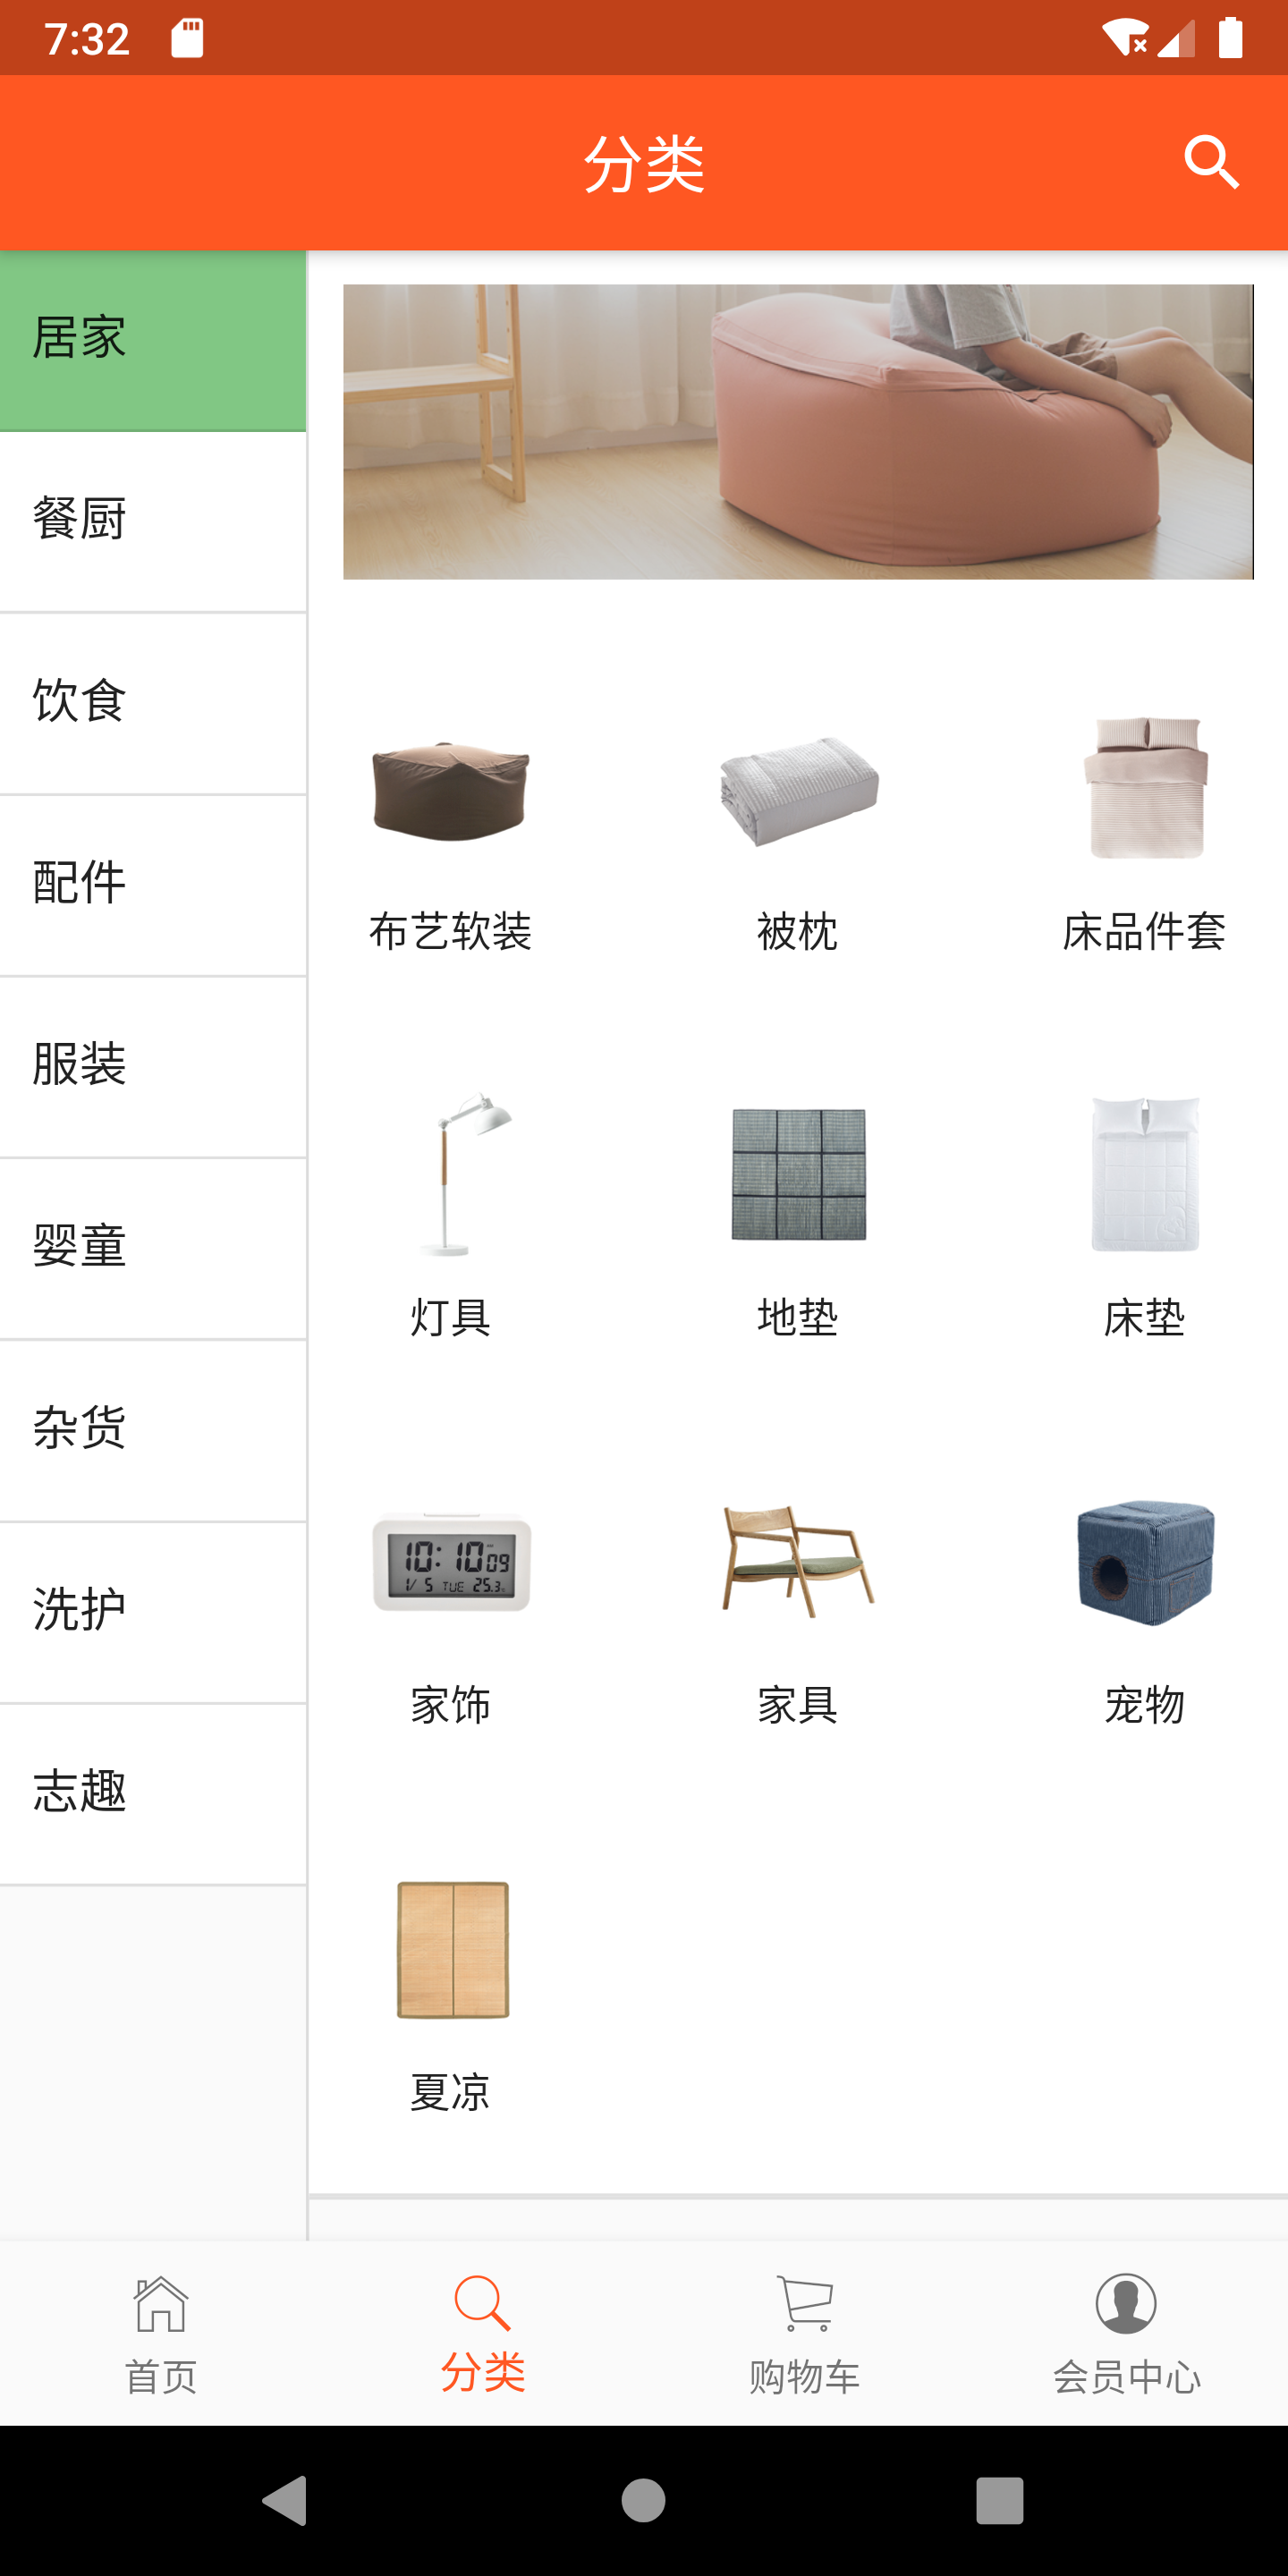 7:32
分类
居家
餐厨
饮食
配件
服装
婴童
杂货
洗护
志趣
布艺软装 被枕 床品件套
灯具 地垫 床垫
10:10 09
1/ 5 TUE 25.3
家饰 家具 宠物
夏凉
首页 分类 购物车 会员中心